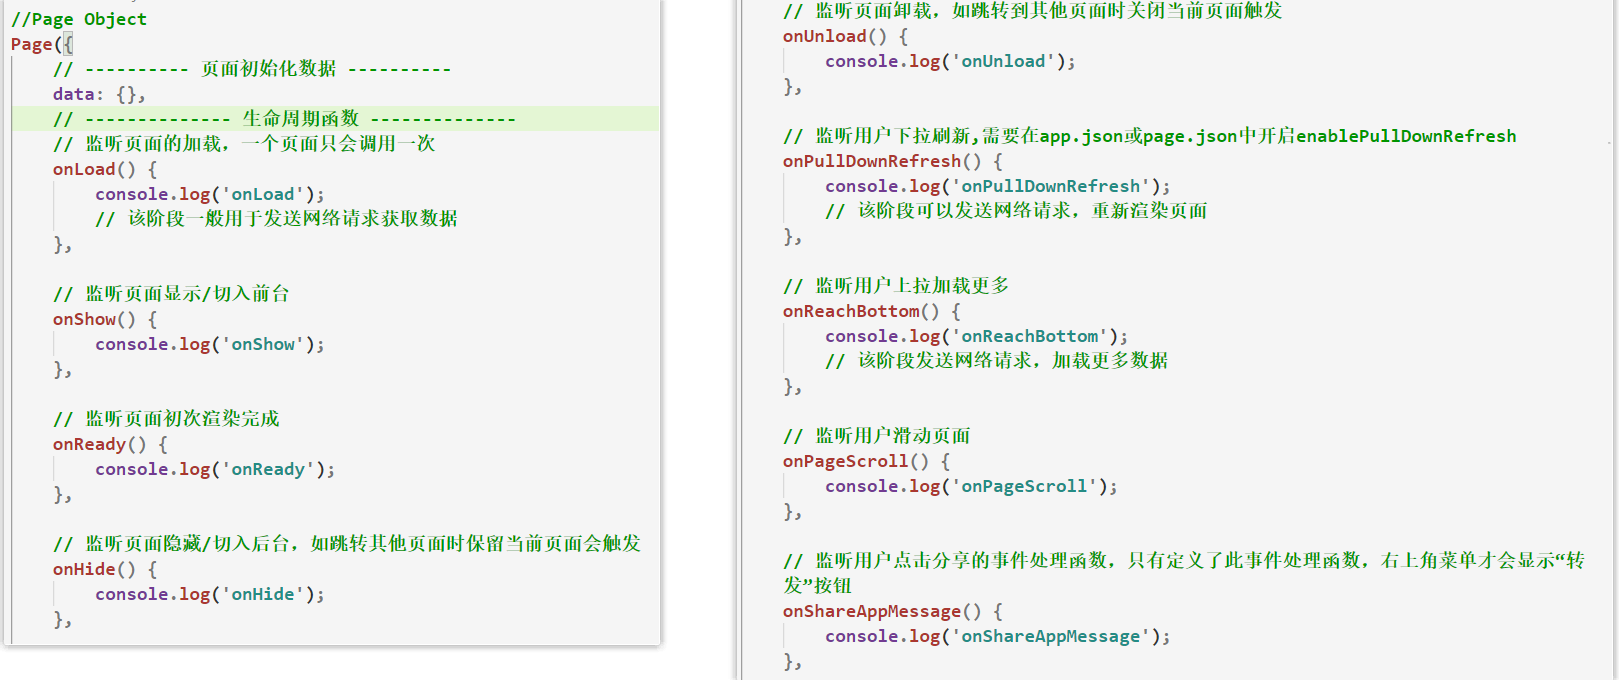 //Page Object
Page({
// ---------- 页面初始化数据 ----------
data: {},
// -------------- 生命周期函数 --------------
// 监听页面的加载，一个页面只会调用一次
onLoad() {
console.log('onLoad');
// 该阶段一般用于发送网络请求获取数据
},
// 监听页面显示/切入前台
onShow() {
console.log('onShow');
},
// 监听页面初次渲染完成
onReady() {
console.log('onReady');
},
// 监听页面隐藏/切入后台，如跳转其他页面时保留当前页面会触发
onHide() {
console.log('onHide');
},
// 监听页面卸载，如跳转到其他页面时关闭当前页面触发
onUnload() {
console.log('onUnload');
},
// 监听用户下拉刷新,需要在app.json或page.json中开启enablePullDownRefresh
onPullDownRefresh() {
console.log('onPullDownRefresh');
// 该阶段可以发送网络请求，重新渲染页面
},
// 监听用户上拉加载更多
onReachBottom() {
console.log('onReachBottom');
// 该阶段发送网络请求，加载更多数据
},
// 监听用户滑动页面
onPageScroll() {
console.log('onPageScroll');
},
// 监听用户点击分享的事件处理函数，只有定义了此事件处理函数，右上角菜单才会显示“转
发”按钮
onShareAppMessage() {
console.log('onShareAppMessage');
},